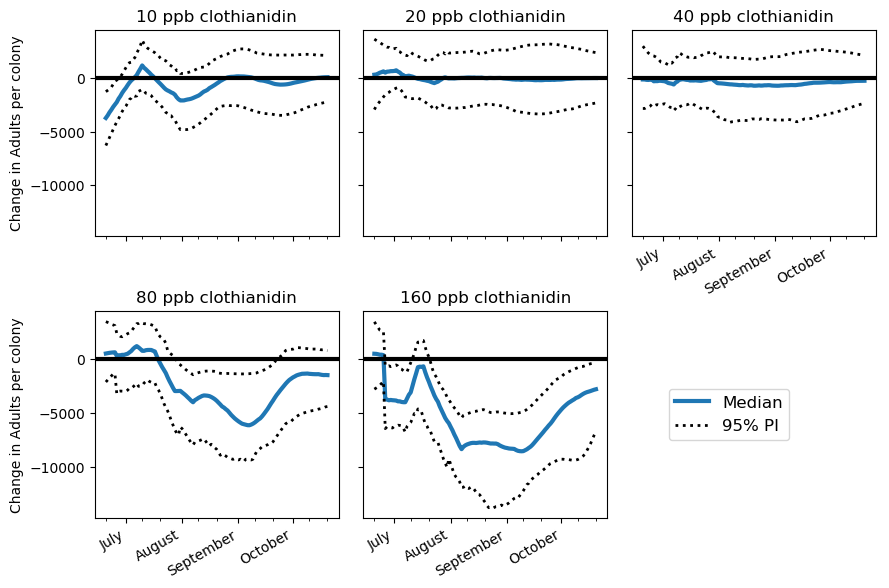 10 ppb clothianidin
20 ppb clothianidin
40 ppb clothianidin
Change in Adults per colony
0
−5000
−10000
July
August
September
October
80 ppb clothianidin
160 ppb clothianidin
Change in Adults per colony
0
−5000
−10000
July
August
September
October
July
August
September
October
Median
95% PI